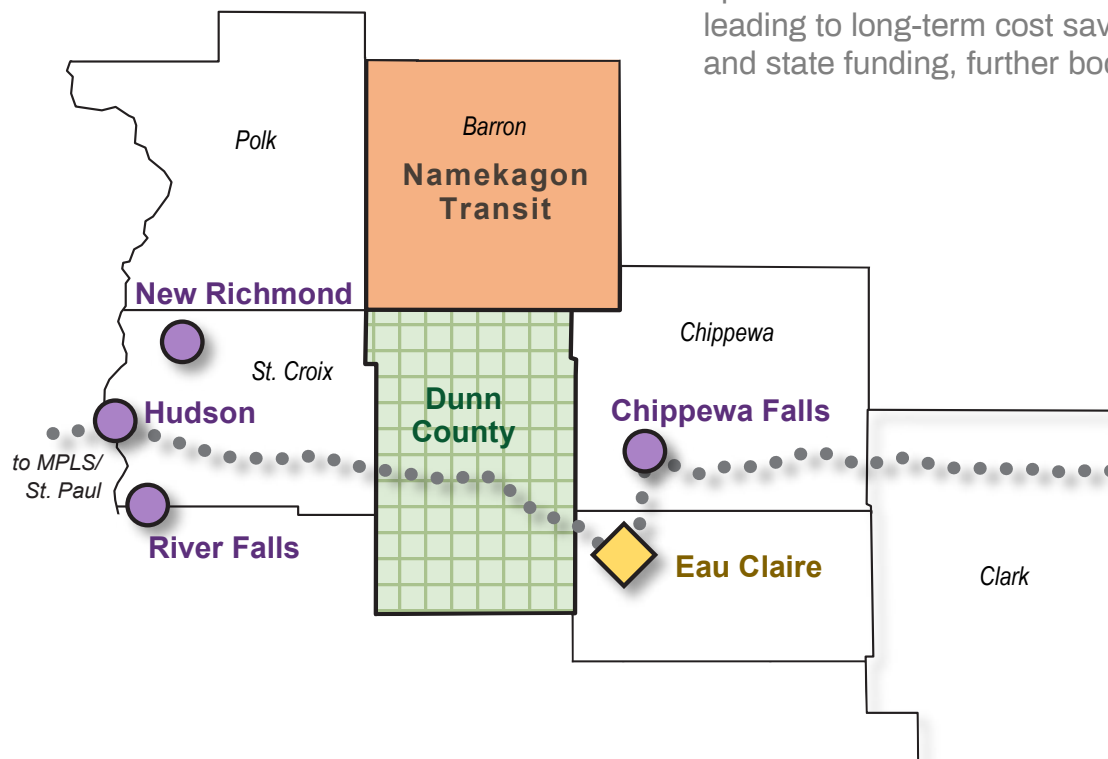 leading to long-term cost sav
and state funding, further boo
Polk
Barron
Namekagon
Transit
New Richmond
St. Croix
Chippewa
Hudson
Dunn
County
Chippewa Falls
to MPLS/
St. Paul
River Falls
Eau Claire
Clark